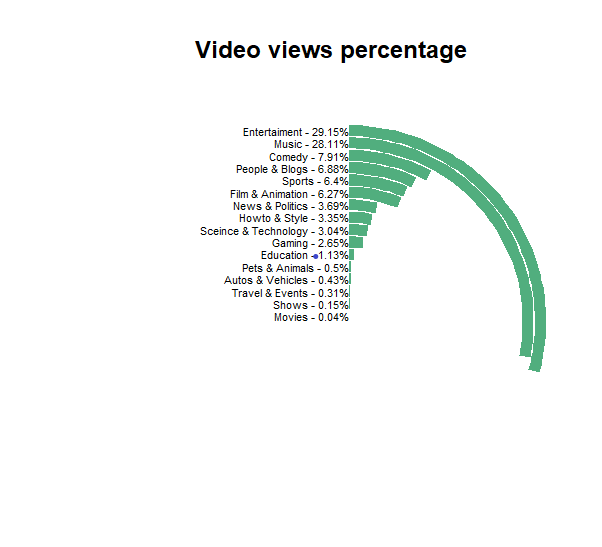 Video views percentage
Entertaiment - 29.15%
Music - 28.11%
Comedy - 7.91%
People & Blogs - 6.88%
Sports - 6.4%
Film & Animation - 6.27%
News & Politics - 3.69%
Howto & Style - 3.35%
Sceince & Technology - 3.04%
Gaming - 2.65%
Education - 1.13%
Pets & Animals - 0.5%
Autos & Vehicles - 0.43%
Travel & Events - 0.31%
Shows - 0.15%
Movies - 0.04%